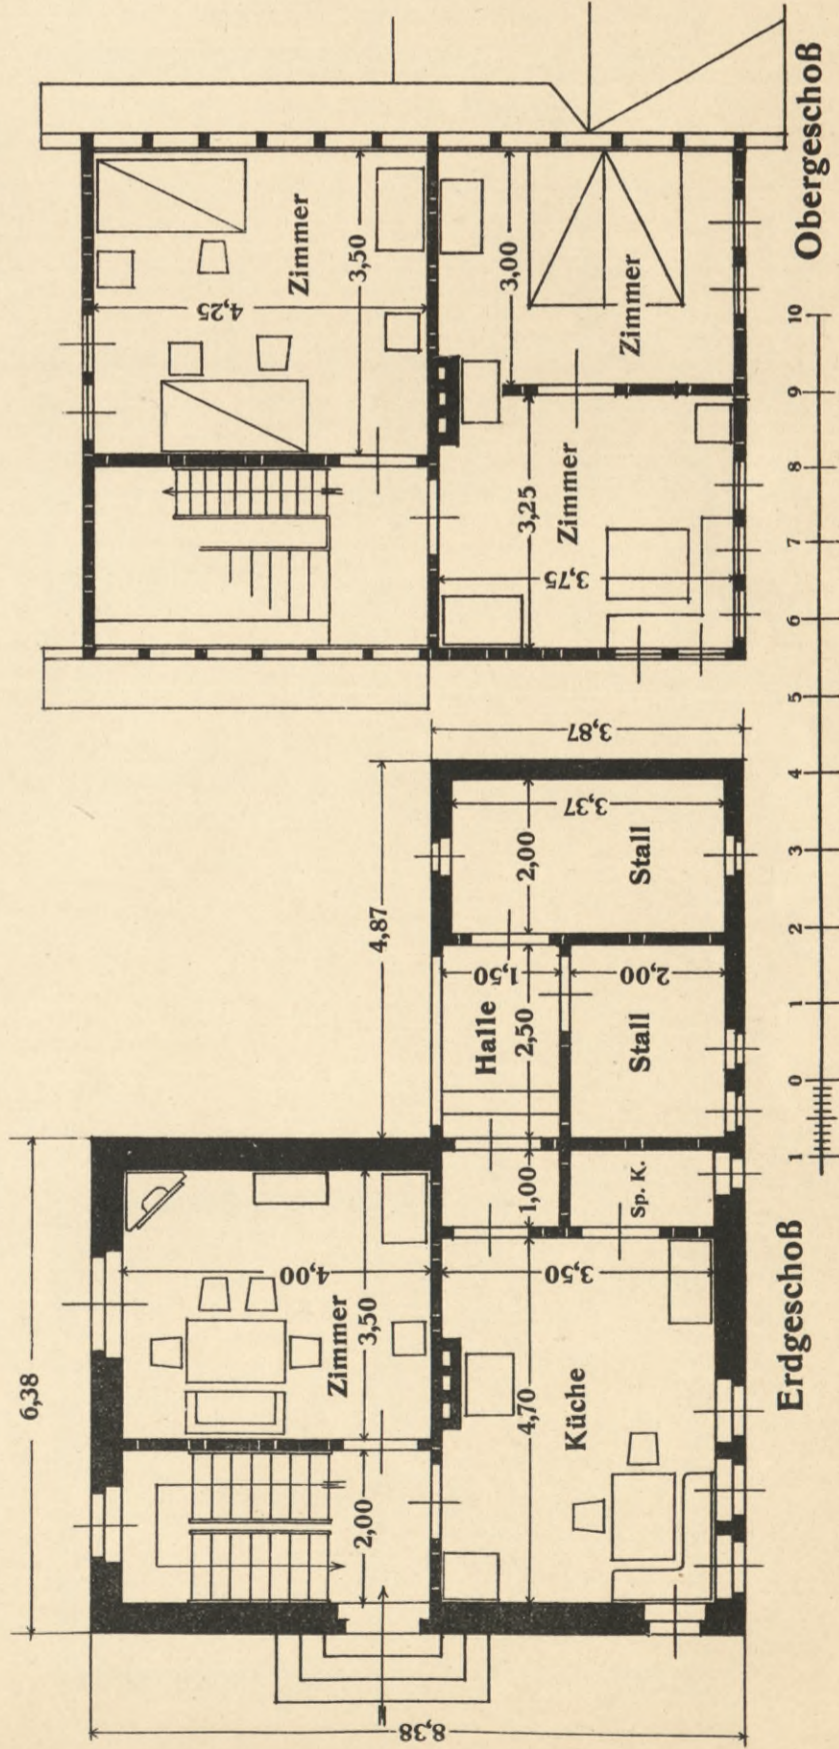 Obergeschoß
Zimmer
4,25
3,50
Zimmer
3,00
Zimmer
3,25
3,75
Erdgeschoß
6,38
8,38
4,87
3,87
Zimmer
4,00
3,50
2,00
Küche
4,70
3,50
1,00
Sp. K.
Halle
1,50
2,50
Stall
2,00
Stall
2,00
3,37
1 0 1 2 3 4 5 6 7 8 9 10